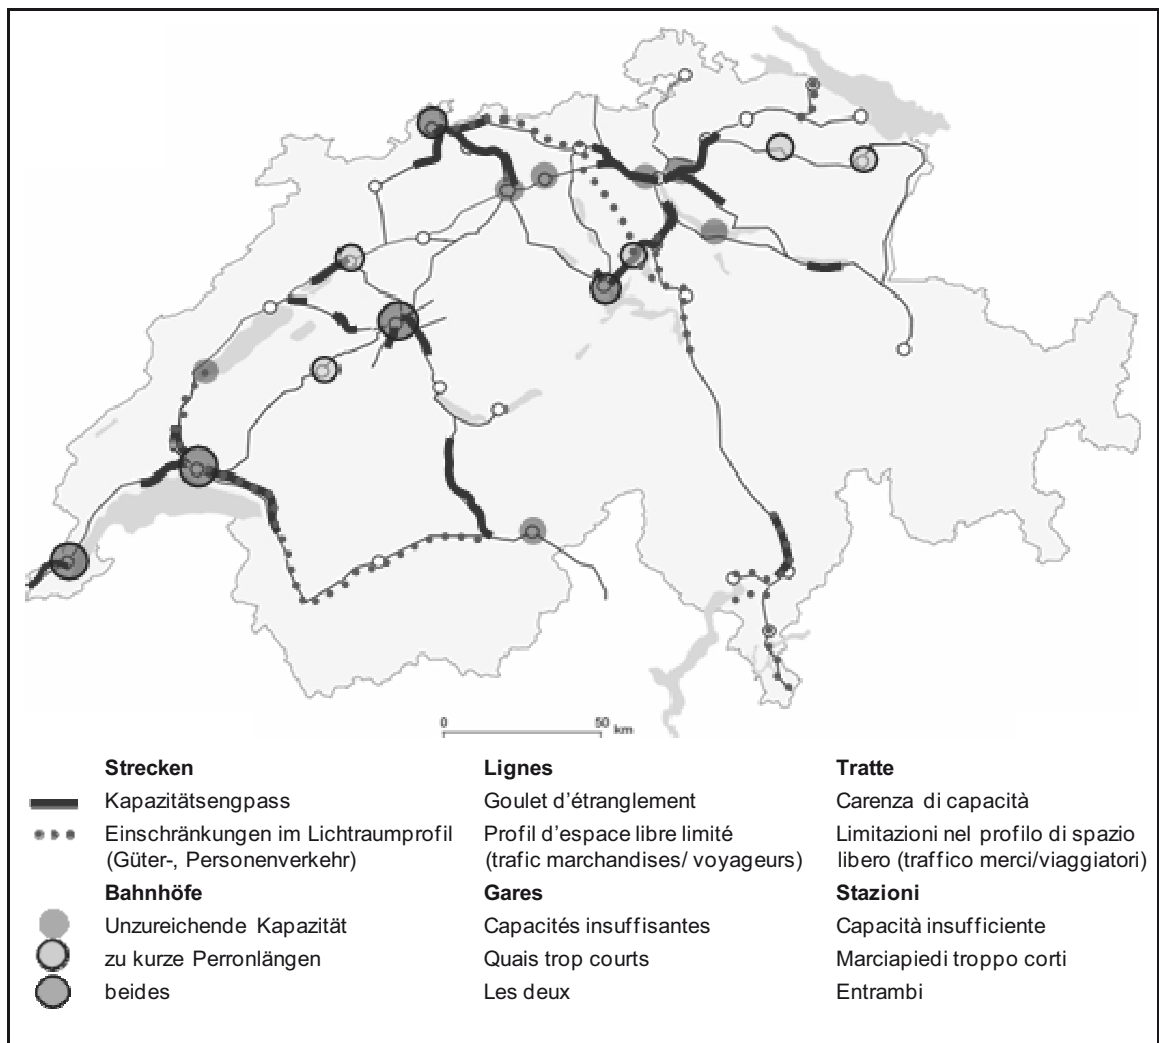 0 50 km
Strecken Lignes Tratte
Kapazitätsengpass Goulet d'étranglement Carenza di capacità
Einschränkungen im Lichtraumprofil Profil d'espace libre limité Limitazioni nel profilo di spazio
(Güter-, Personenverkehr) (trafic marchandises/ voyageurs) libero (traffico merci/viaggiatori)
Bahnhöfe Gares Stazioni
Unzureichende Kapazität Capacités insuffisantes Capacità insufficiente
zu kurze Perronlängen Quais trop courts Marciapiedi troppo corti
beides Les deux Entrambi